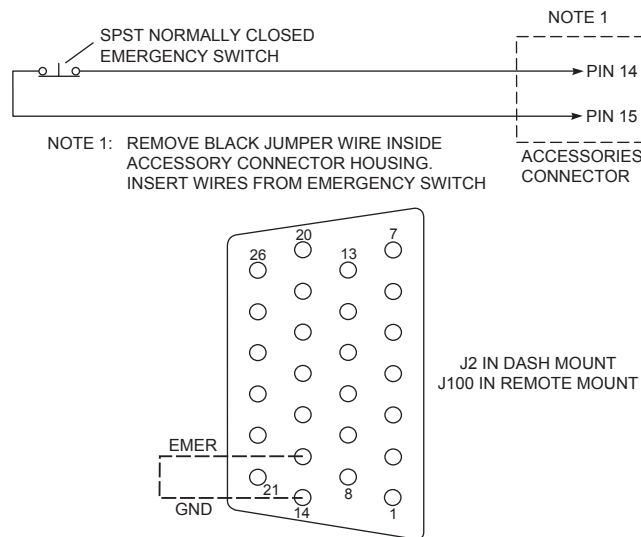 NOTE 1
SPST NORMALLY CLOSED
EMERGENCY SWITCH
PIN 14
PIN 15
NOTE 1: REMOVE BLACK JUMPER WIRE INSIDE
ACCESSORY CONNECTOR HOUSING.
INSERT WIRES FROM EMERGENCY SWITCH
ACCESSORIES
CONNECTOR
20 7
26 13
J2 IN DASH MOUNT
J100 IN REMOTE MOUNT
EMER
21 8
GND
14 1